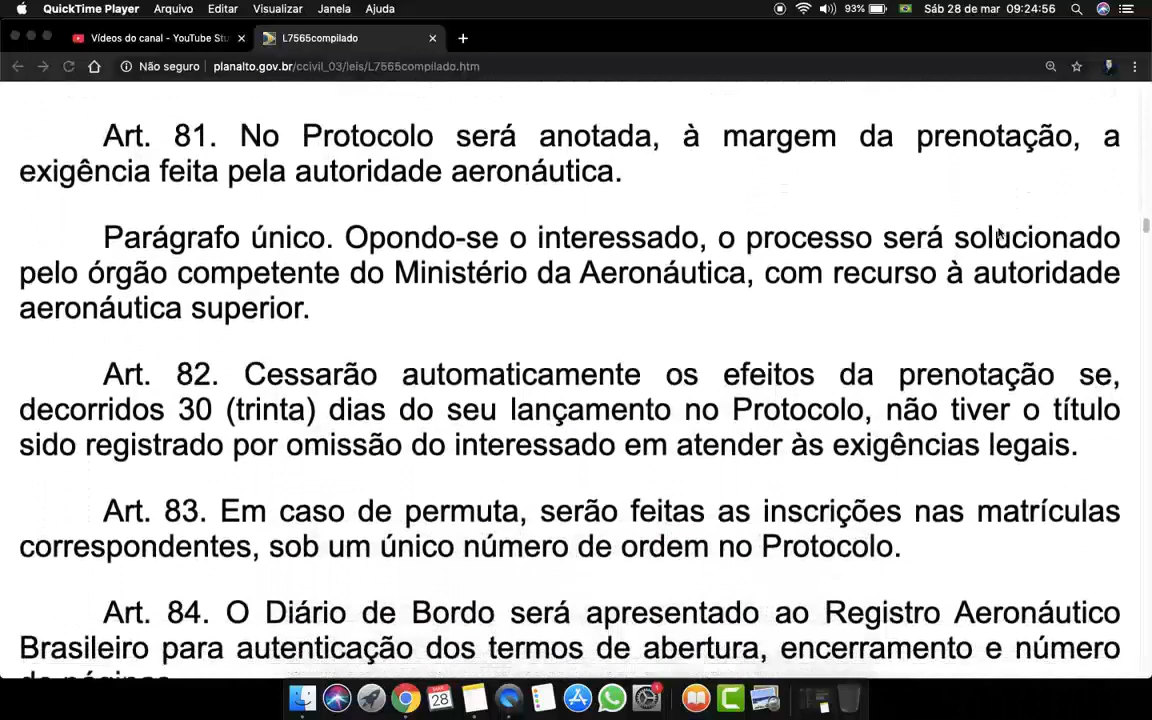 QuickTime Player Arquivo Editar Visualizar Janela Ajuda 93% Sáb 28 de mar 09:24:56
Vídeos do canal - YouTube Stu L7565compilado
Não seguro planalto.gov.br/ccivil_03/leis/L7565compilado.htm
Art. 81. No Protocolo será anotada, à margem da prenotação, a
exigência feita pela autoridade aeronáutica.
Parágrafo único. Opondo-se o interessado, o processo será solucionado
pelo órgão competente do Ministério da Aeronáutica, com recurso à autoridade
aeronáutica superior.
Art. 82. Cessarão automaticamente os efeitos da prenotação se,
decorridos 30 (trinta) dias do seu lançamento no Protocolo, não tiver o título
sido registrado por omissão do interessado em atender às exigências legais.
Art. 83. Em caso de permuta, serão feitas as inscrições nas matrículas
correspondentes, sob um único número de ordem no Protocolo.
Art. 84. O Diário de Bordo será apresentado ao Registro Aeronáutico
Brasileiro para autenticação dos termos de abertura, encerramento e número
de páginas.
28